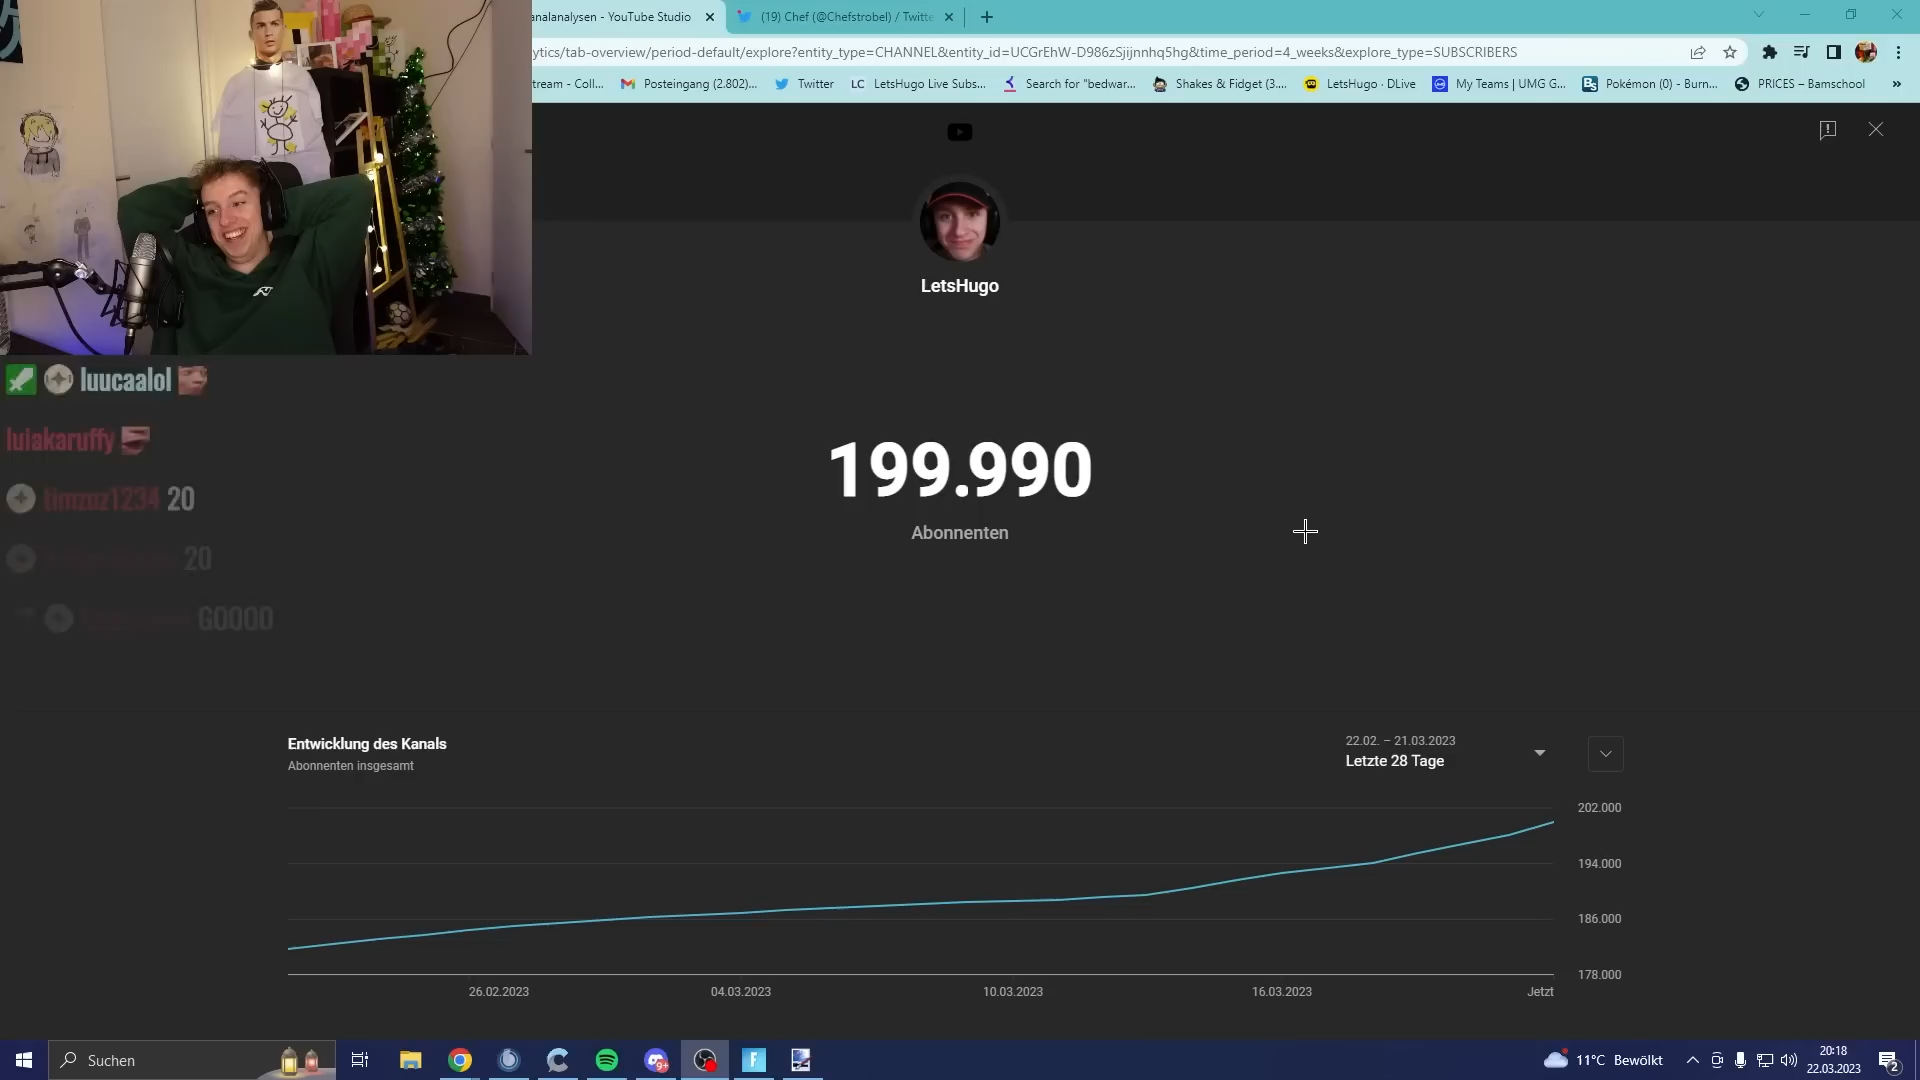 analanalysen - YouTube Studio
(19) Chef (@Chefstrobel) / Twitte
ytics/tab-overview/period-default/explore?entity_type=CHANNEL&entity_id=UCGrEhW-D986zSjijnnhq5hg&time_period=4_weeks&explore_type=SUBSCRIBERS
tream - Coll...
Posteingang (2.802)...
Twitter
LC LetsHugo Live Subs...
Search for "bedwar...
Shakes & Fidget (3....
LetsHugo · DLive
My Teams | UMG G...
Pokémon (0) - Burn...
PRICES – Bamschool
»
LetsHugo
luucaalol
luiakaruffy
timzoz1234 20
20
60000
199.990
Abonnenten
Entwicklung des Kanals
Abonnenten insgesamt
22.02. – 21.03.2023
Letzte 28 Tage
202.000
194.000
186.000
178.000
26.02.2023
04.03.2023
10.03.2023
16.03.2023
Jetzt
Suchen
9+
11°C Bewölkt
20:18
22.03.2023
2